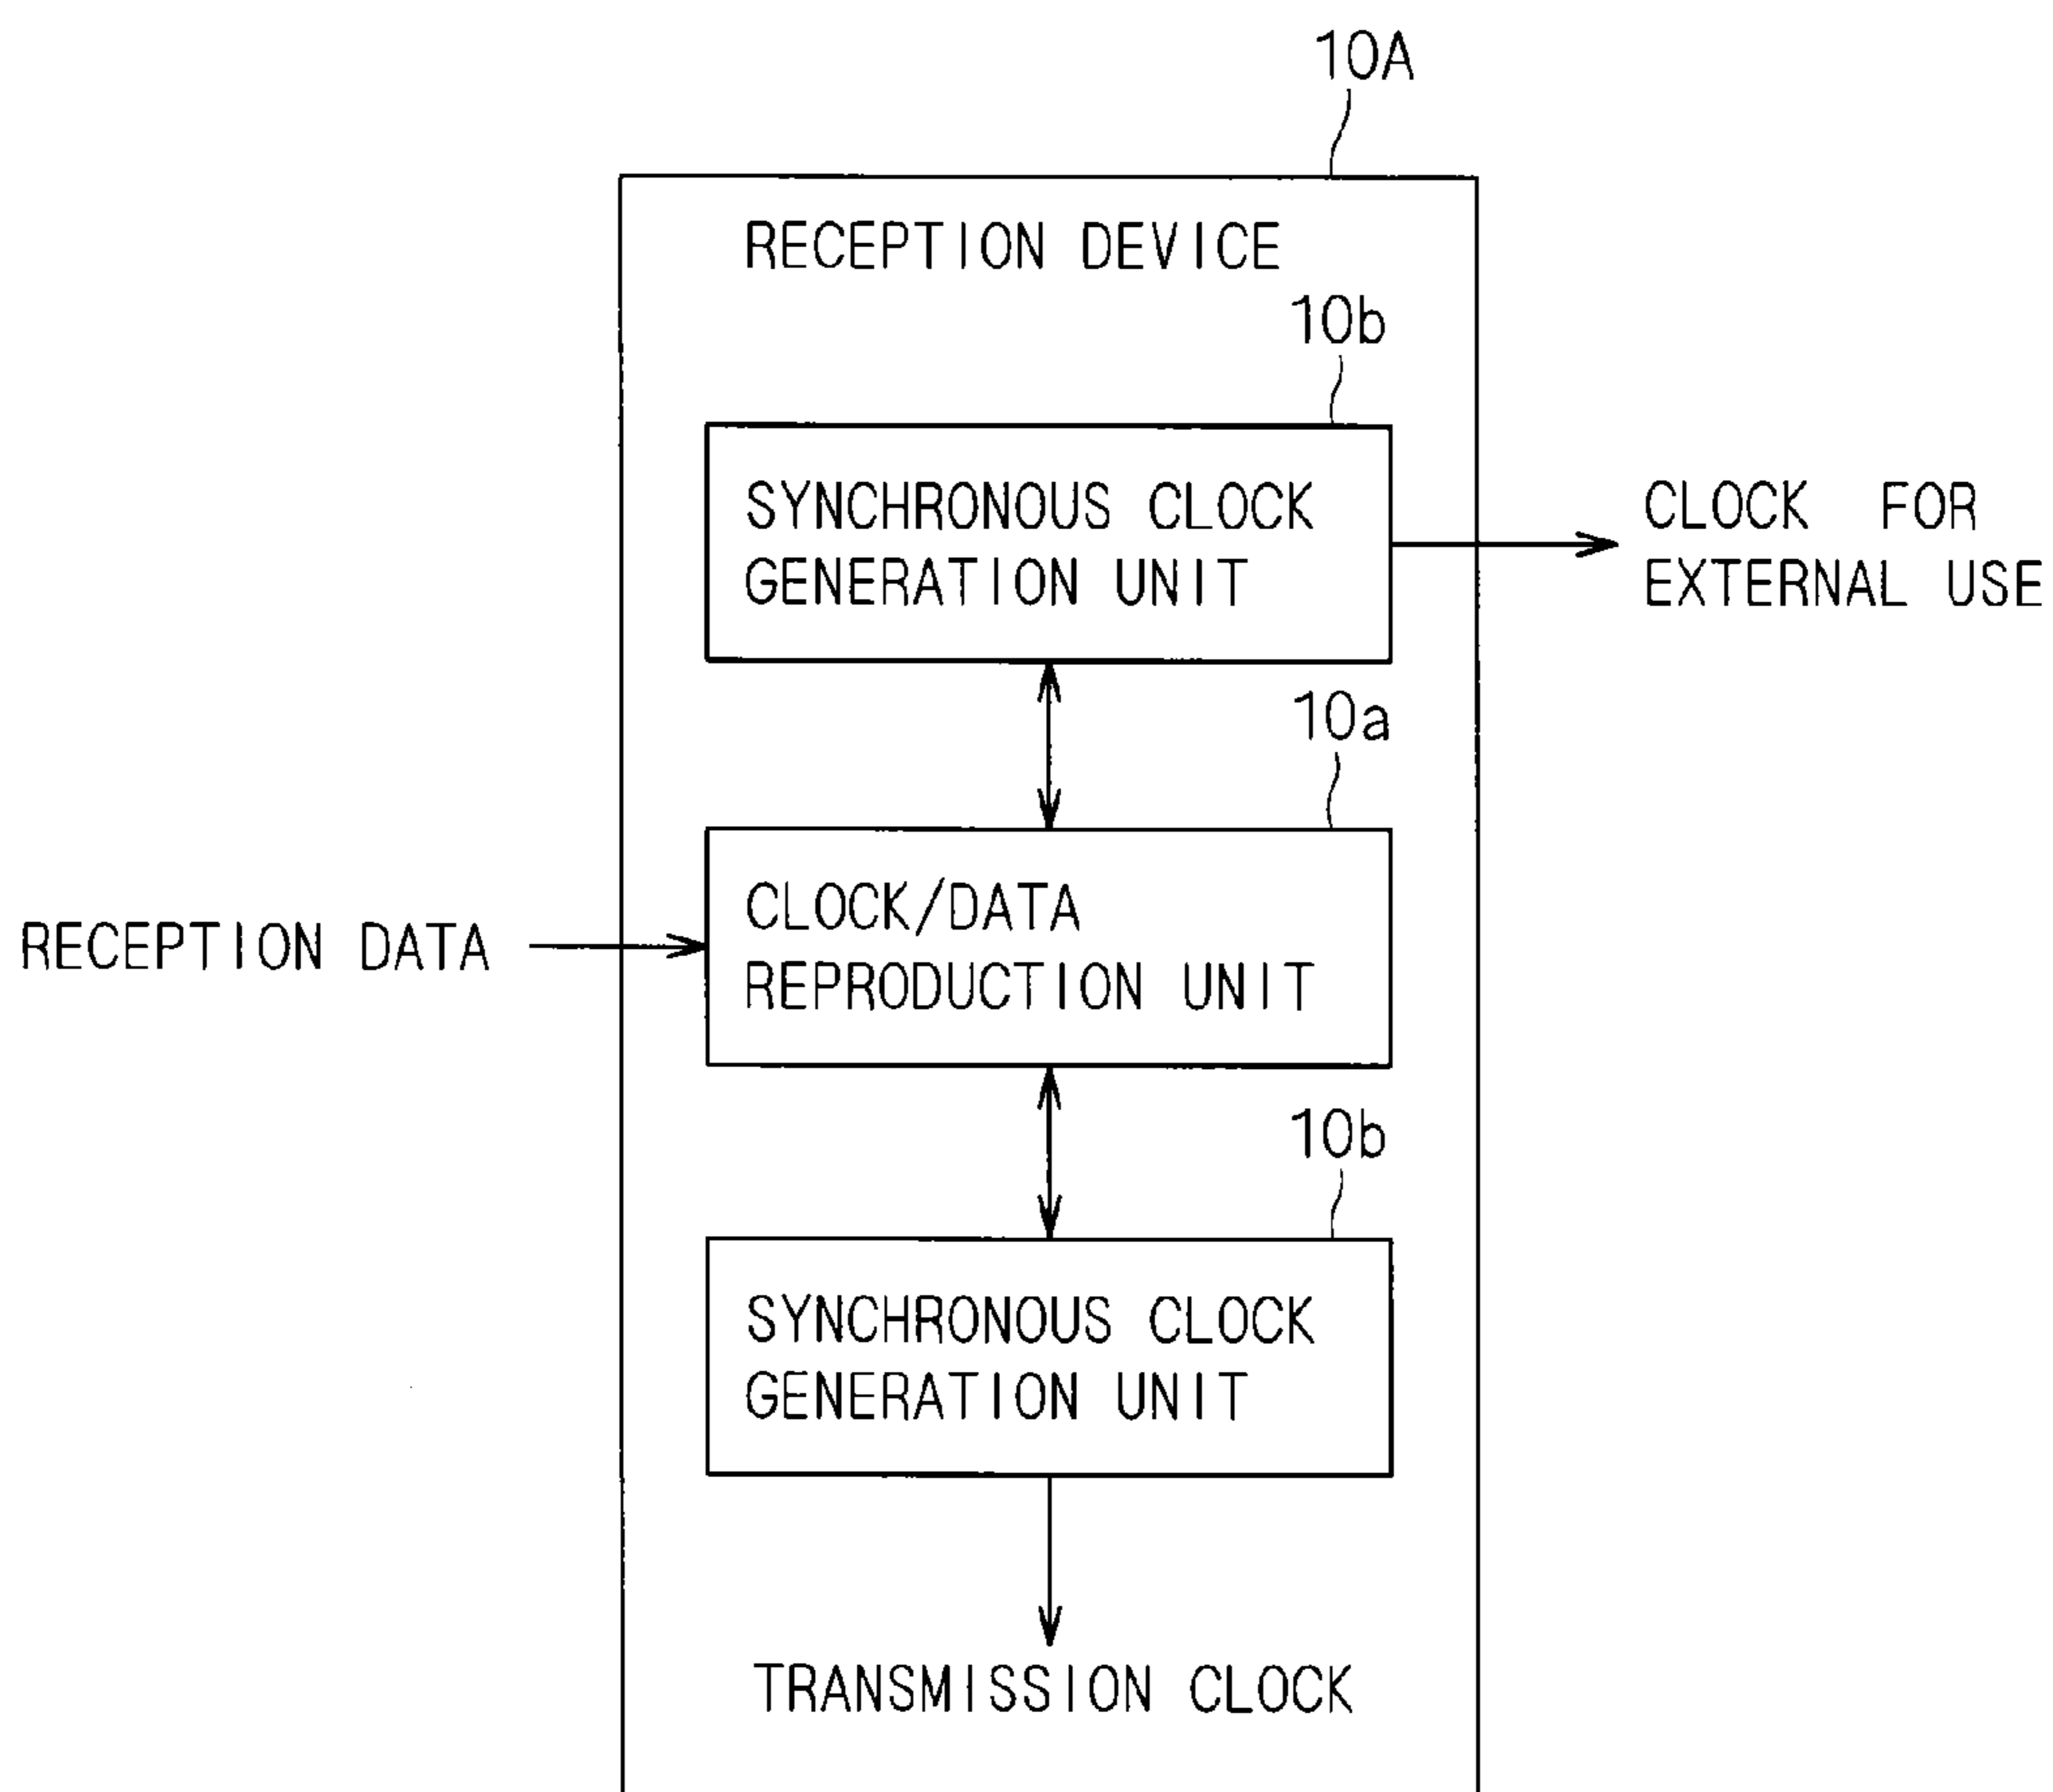 10A
RECEPTION DEVICE
10b
SYNCHRONOUS CLOCK
GENERATION UNIT
CLOCK FOR
EXTERNAL USE
10a
CLOCK/DATA
REPRODUCTION UNIT
RECEPTION DATA
10b
SYNCHRONOUS CLOCK
GENERATION UNIT
TRANSMISSION CLOCK